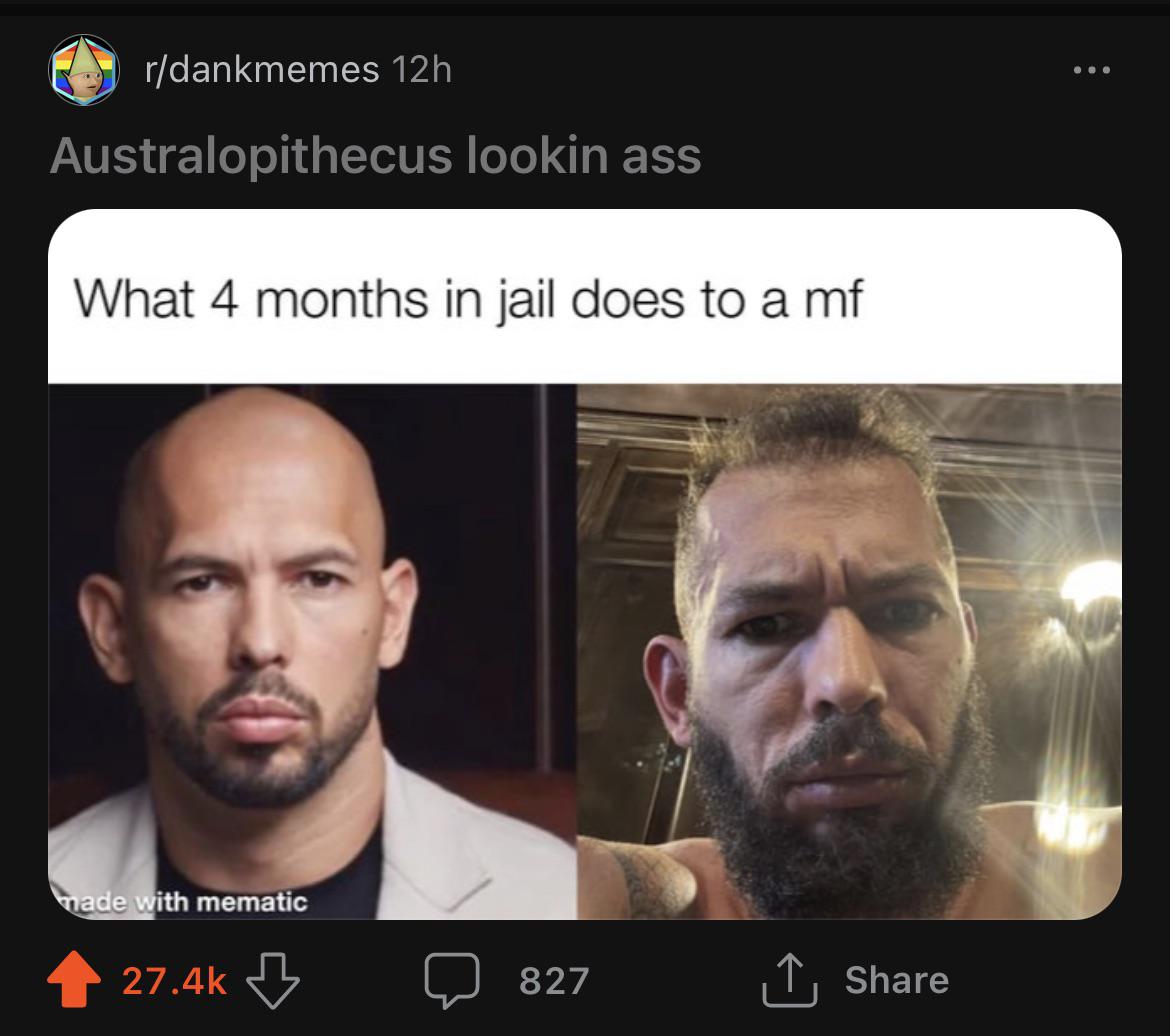 r/dankmemes 12h
Australopithecus lookin ass
What 4 months in jail does to a mf
made with mematic
27.4k 827 Share